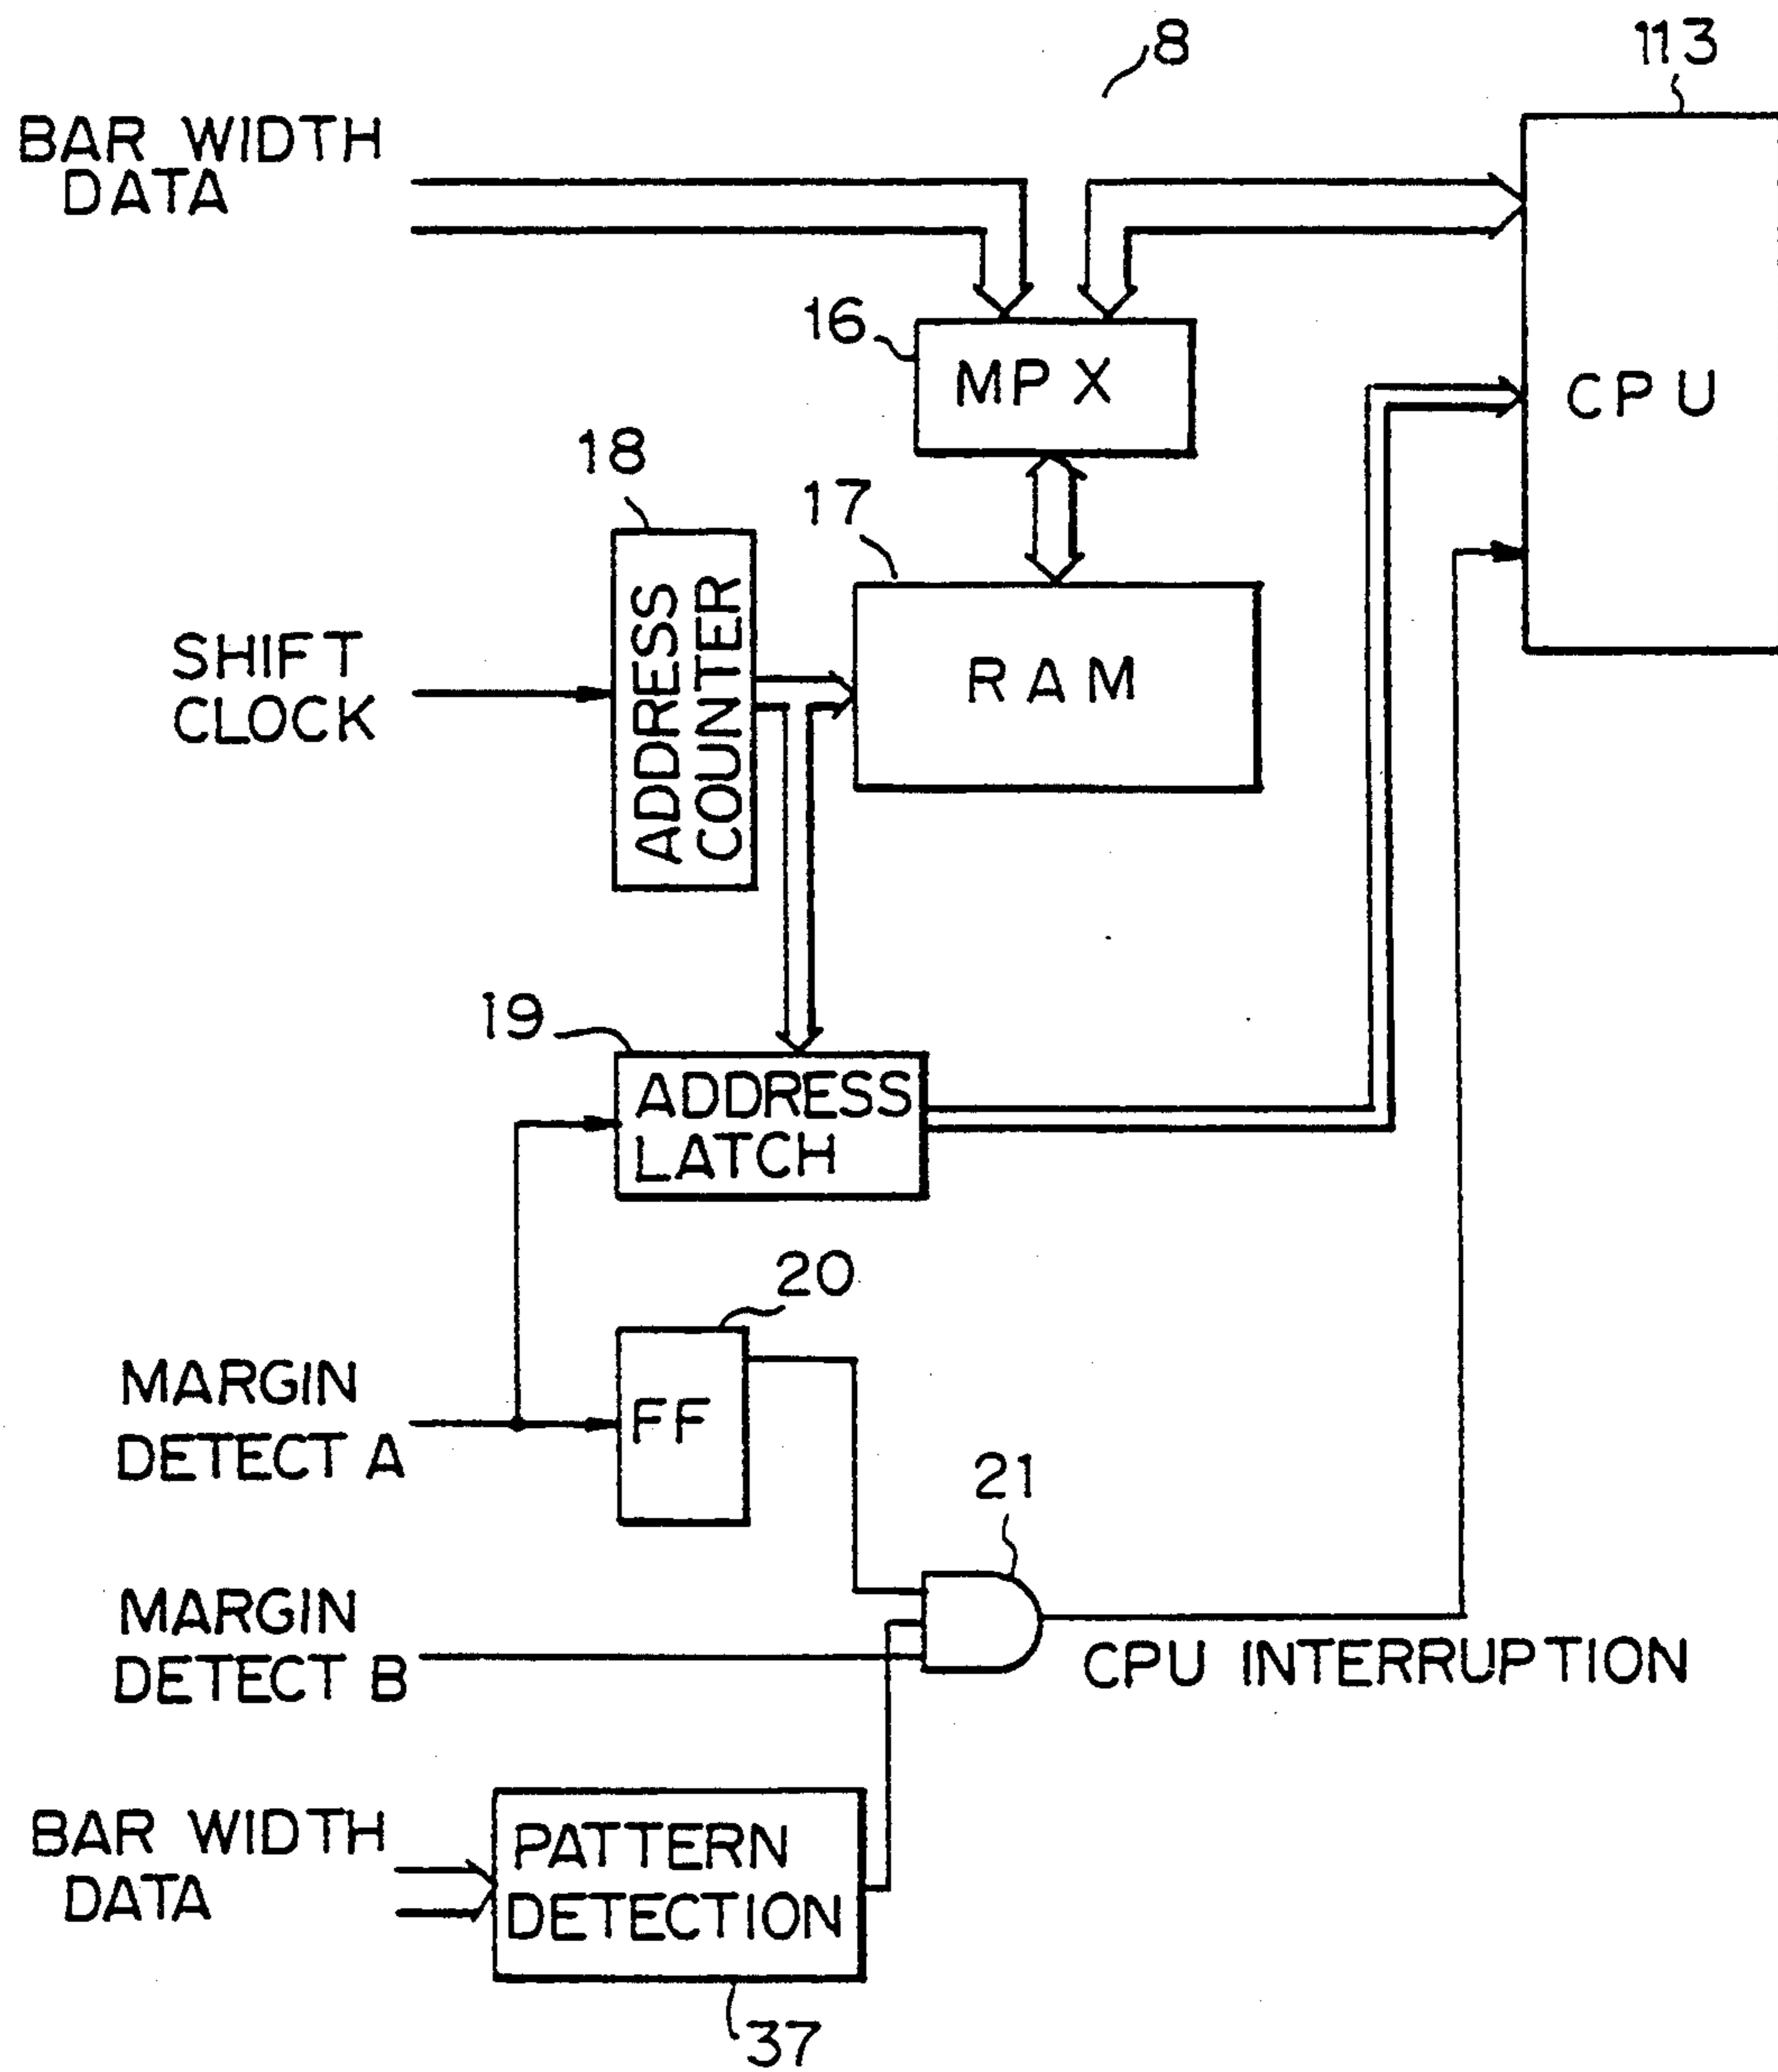 8
113
BAR WIDTH
DATA
16
MPX
CPU
18
17
ADDRESS
COUNTER
RAM
SHIFT
CLOCK
19
ADDRESS
LATCH
20
MARGIN
DETECT A
FF
21
MARGIN
DETECT B
CPU INTERRUPTION
BAR WIDTH
DATA
PATTERN
DETECTION
37